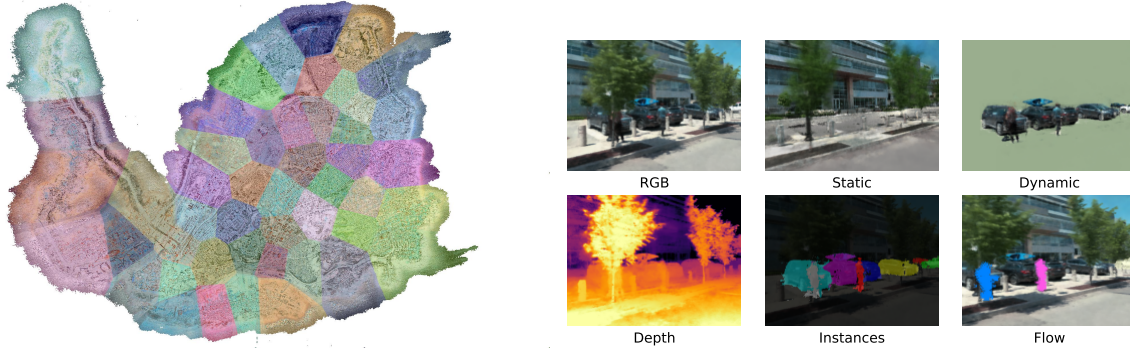 RGB
Static
Dynamic
Depth
Instances
Flow